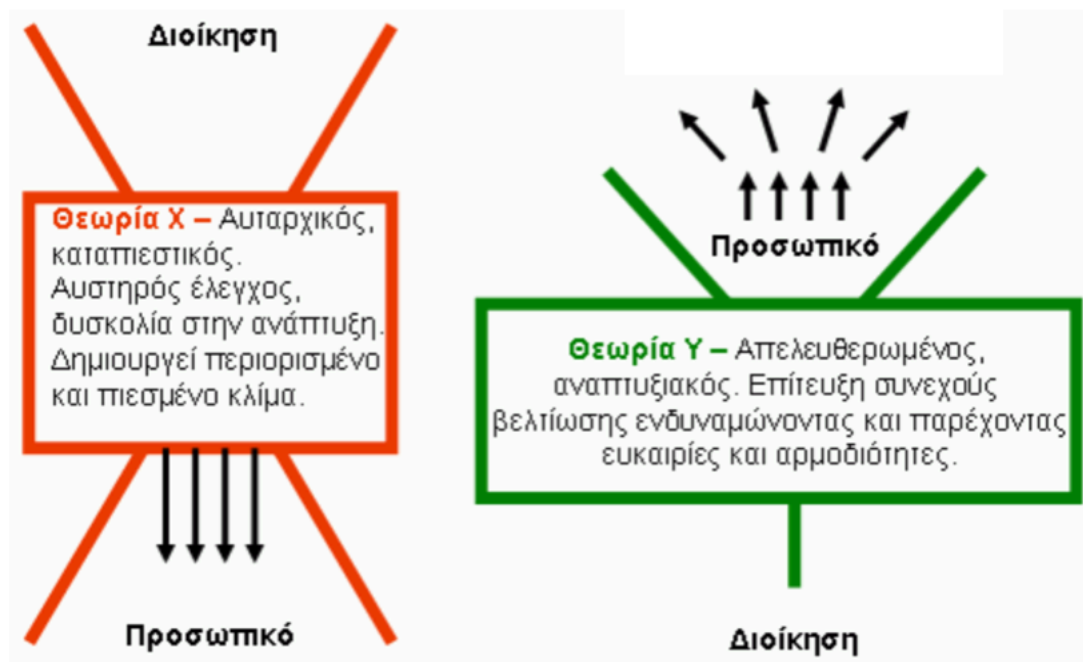 Διοίκηση
Θεωρία Χ – Αυταρχικός,
καταπιεστικός.
Αυστηρός έλεγχος,
δυσκολία στην ανάπτυξη.
Δημιουργεί περιορισμένο
και πιεσμένο κλίμα.
Προσωπικό
Προσωπικό
Θεωρία Υ – Απελευθερωμένος,
αναπτυξιακός. Επίτευξη συνεχούς
βελτίωσης ενδυναμώνοντας και παρέχοντας
ευκαιρίες και αρμοδιότητες.
Διοίκηση